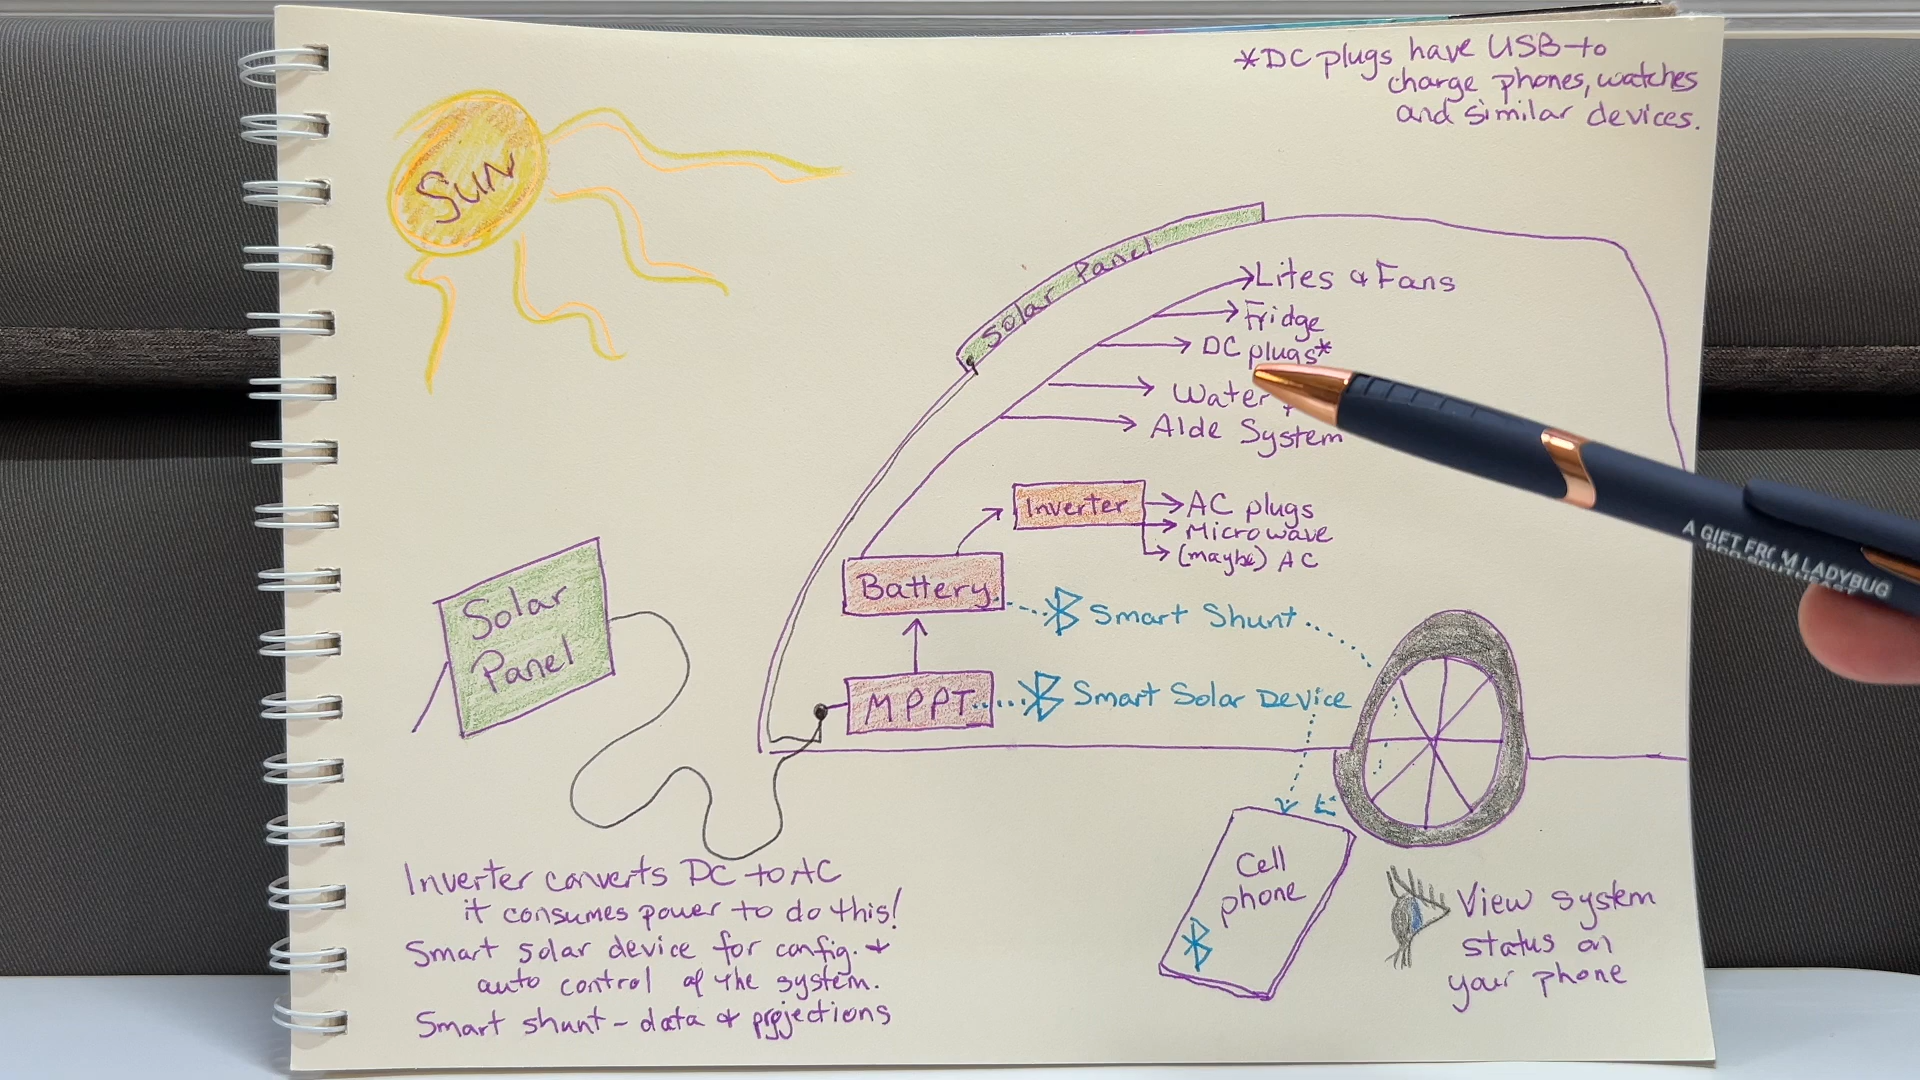 *DC plugs have USB to
charge phones, watches
and similar devices.
Sun
Solar Panel
Lites & Fans
Fridge
DC plugs*
Water
Alde System
Inverter
AC plugs
Microwave
(maybe) AC
Battery
Smart Shunt
MPPT
Smart Solar Device
Solar
Panel
A GIFT FROM LADYBUG
Cell
phone
View system
status on
your phone
Inverter converts DC to AC
it consumes power to do this!
Smart solar device for config. +
auto control of the system.
Smart shunt - data & projections